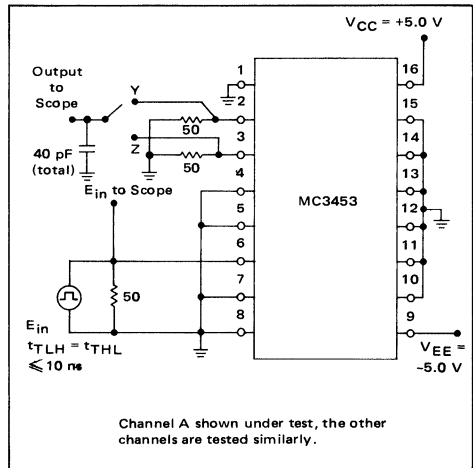 VCC = +5.0 V
Output
to
Scope
Y
Z
50
50
40 pF
(total)
Ein to Scope
50
Ein
tTLH = tTHL
≤ 10 ns
1
2
3
4
5
6
7
8
MC3453
16
15
14
13
12
11
10
9
VEE =
-5.0 V
Channel A shown under test, the other
channels are tested similarly.